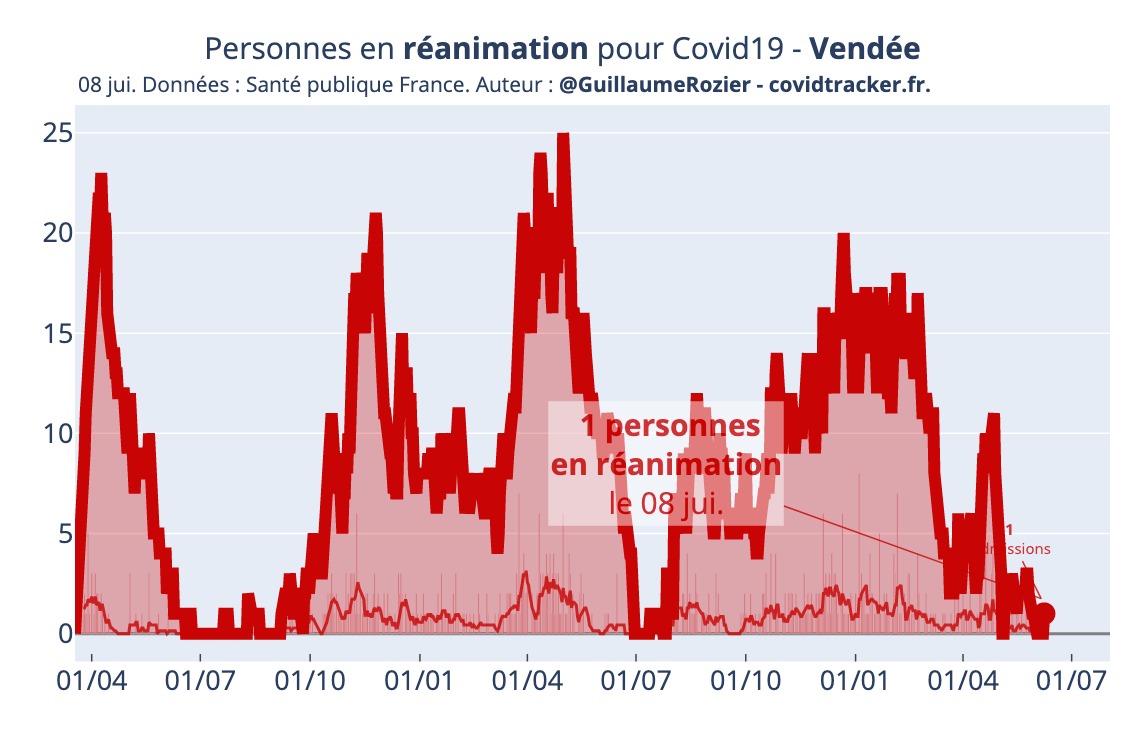 Personnes en réanimation pour Covid19 - Vendée
08 jui. Données : Santé publique France. Auteur : @GuillaumeRozier - covidtracker.fr.
25
20
15
10
5
0
1 personnes
en réanimation
le 08 jui.
1
01/04 01/07 01/10 01/01 01/04 01/07 01/10 01/01 01/04 01/07